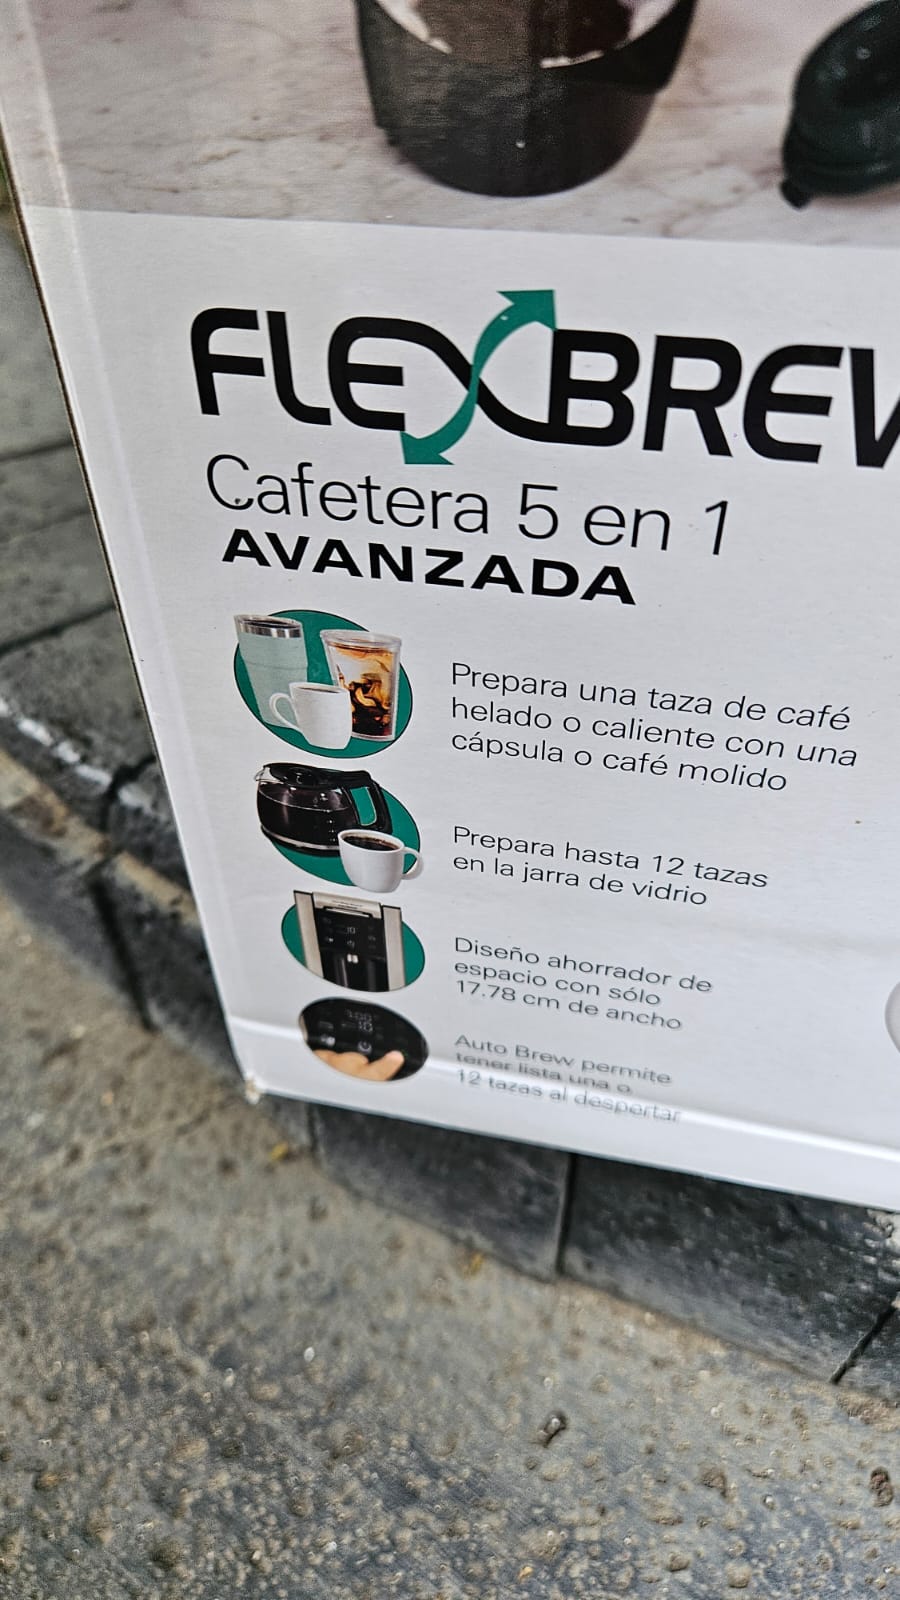 FLEXBREW
Cafetera 5 en 1
AVANZADA
Prepara una taza de café
helado o caliente con una
cápsula o café molido
Prepara hasta 12 tazas
en la jarra de vidrio
Diseño ahorrador de
espacio con sólo
17.78 cm de ancho
Auto Brew permite
tener lista una o
12 tazas al despertar